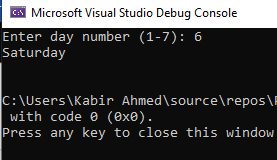 Microsoft Visual Studio Debug Console
Enter day number (1-7): 6
Saturday
C:\Users\Kabir Ahmed\source\repos\
with code 0 (0x0).
Press any key to close this window